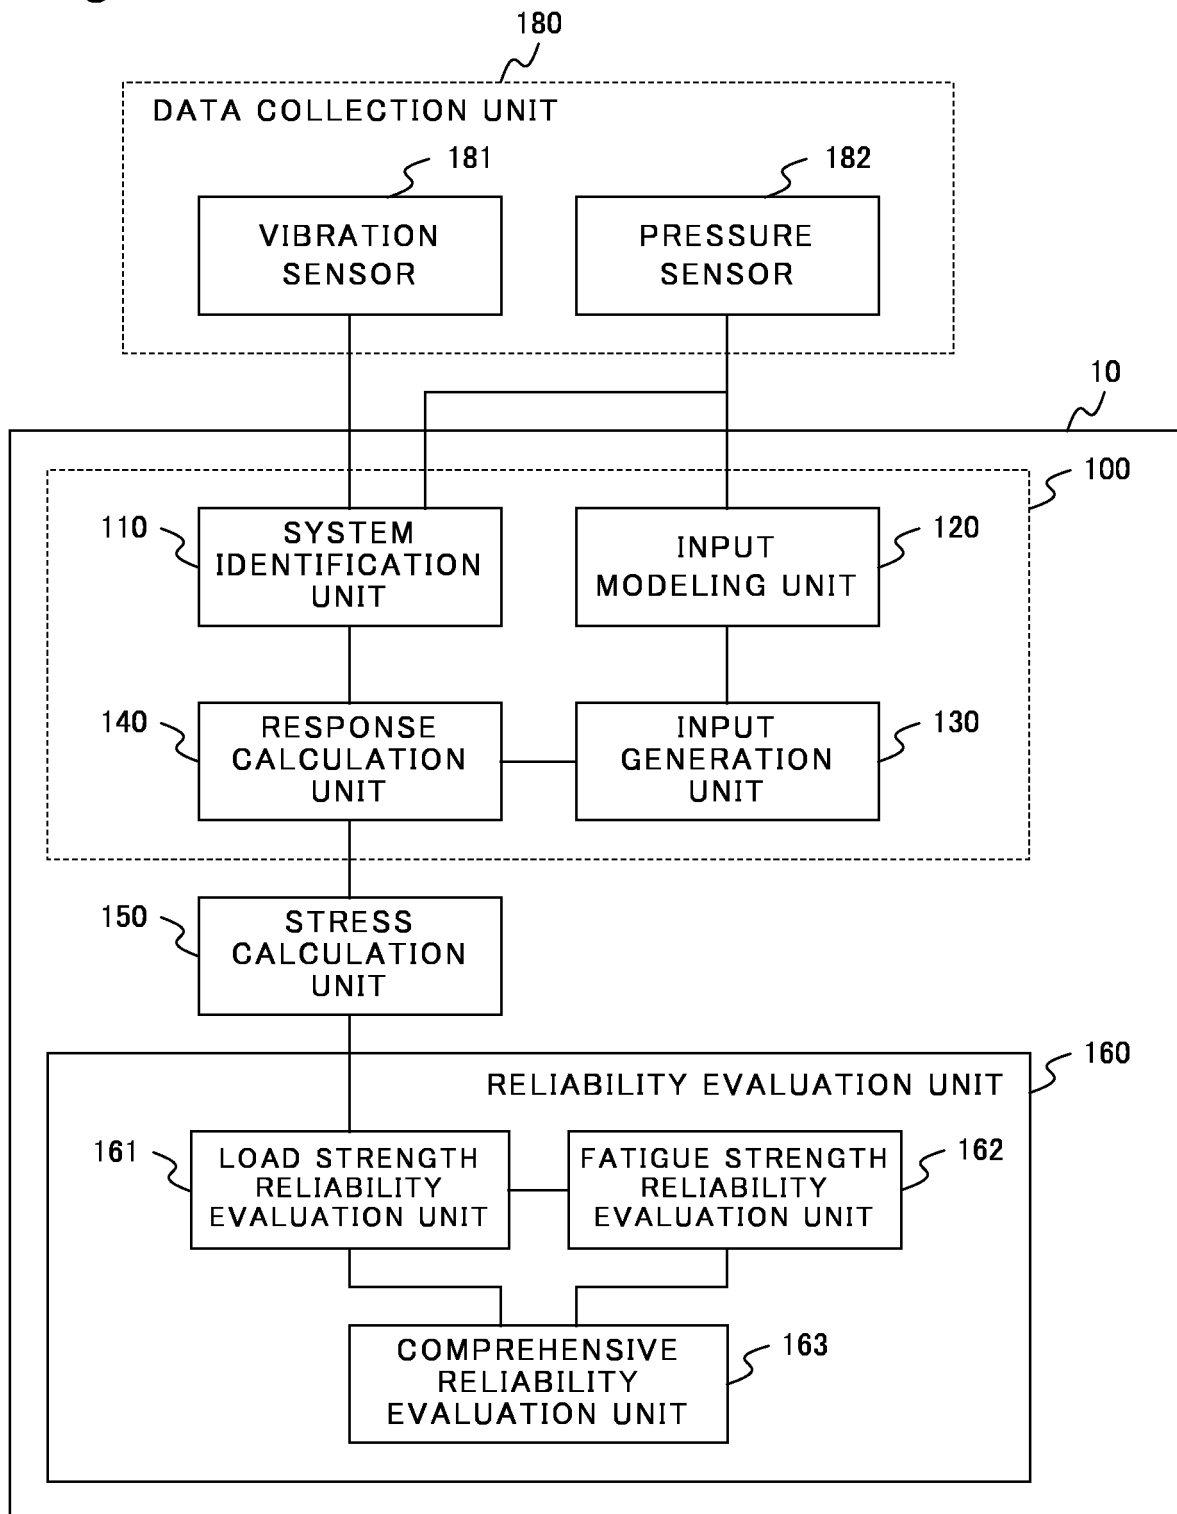 180
DATA COLLECTION UNIT
181
182
VIBRATION
SENSOR
PRESSURE
SENSOR
10
100
110
SYSTEM
IDENTIFICATION
UNIT
INPUT
MODELING UNIT
120
140
RESPONSE
CALCULATION
UNIT
INPUT
GENERATION
UNIT
130
150
STRESS
CALCULATION
UNIT
160
RELIABILITY EVALUATION UNIT
161
LOAD STRENGTH
RELIABILITY
EVALUATION UNIT
FATIGUE STRENGTH
RELIABILITY
EVALUATION UNIT
162
COMPREHENSIVE
RELIABILITY
EVALUATION UNIT
163